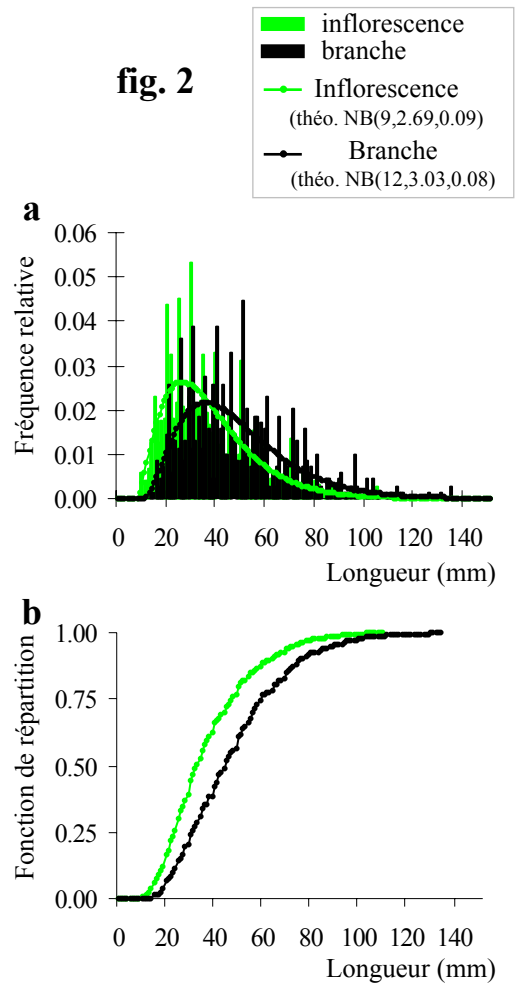 fig. 2
inflorescence
branche
Inflorescence
(théo. NB(9,2.69,0.09)
Branche
(théo. NB(12,3.03,0.08)
a
Fréquence relative
0.06
0.05
0.04
0.03
0.02
0.01
0.00
0 20 40 60 80 100 120 140
Longueur (mm)
b
Fonction de répartition
1.00
0.75
0.50
0.25
0.00
0 20 40 60 80 100 120 140
Longueur (mm)